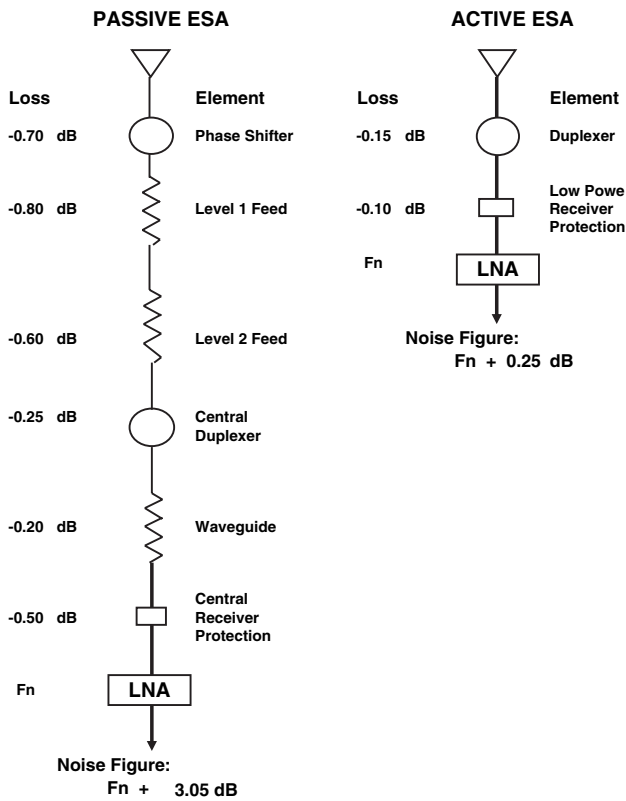 PASSIVE ESA
Loss Element
-0.70 dB Phase Shifter
-0.80 dB Level 1 Feed
-0.60 dB Level 2 Feed
-0.25 dB Central
Duplexer
-0.20 dB Waveguide
-0.50 dB Central
Receiver
Protection
Fn LNA
Noise Figure:
Fn + 3.05 dB
ACTIVE ESA
Loss Element
-0.15 dB Duplexer
-0.10 dB Low Powe
Receiver
Protection
Fn LNA
Noise Figure:
Fn + 0.25 dB